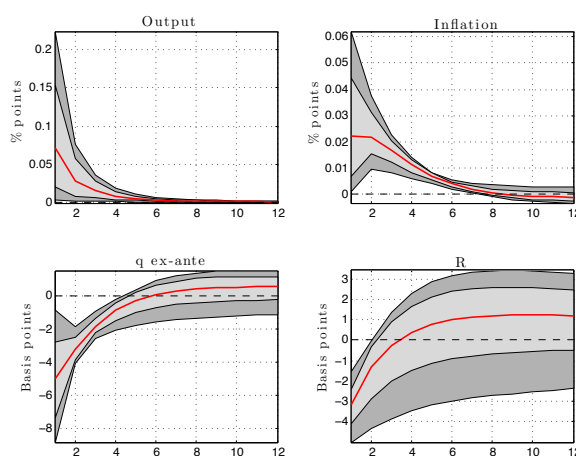 Output
Inflation
% points
0.2
0.15
0.1
0.05
0
2 4 6 8 10 12
% points
0.06
0.05
0.04
0.03
0.02
0.01
0
2 4 6 8 10 12
q ex-ante
R
Basis points
0
−2
−4
−6
−8
2 4 6 8 10 12
Basis points
3
2
1
0
−1
−2
−3
−4
2 4 6 8 10 12